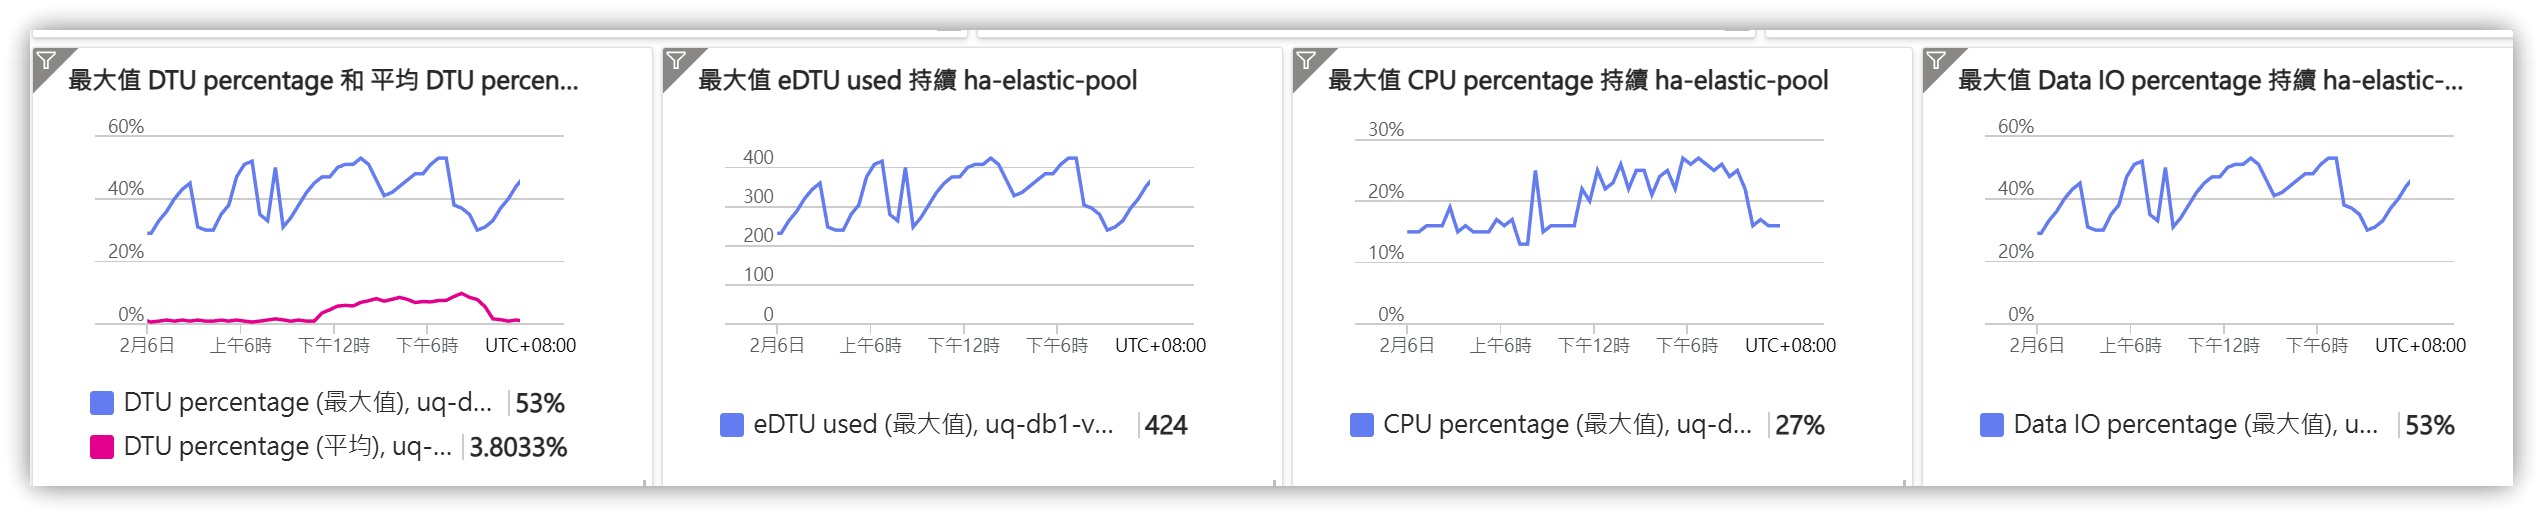 最大值 DTU percentage 和 平均 DTU percen...
60%
40%
20%
0%
2月6日 上午6時 下午12時 下午6時 UTC+08:00
DTU percentage (最大值), uq-d... 53%
DTU percentage (平均), uq-... 3.8033%
最大值 eDTU used 持續 ha-elastic-pool
400
300
200
100
0
2月6日 上午6時 下午12時 下午6時 UTC+08:00
eDTU used (最大值), uq-db1-v... 424
最大值 CPU percentage 持續 ha-elastic-pool
30%
20%
10%
0%
2月6日 上午6時 下午12時 下午6時 UTC+08:00
CPU percentage (最大值), uq-d... 27%
最大值 Data IO percentage 持續 ha-elastic-...
60%
40%
20%
0%
2月6日 上午6時 下午12時 下午6時 UTC+08:00
Data IO percentage (最大值), u... 53%